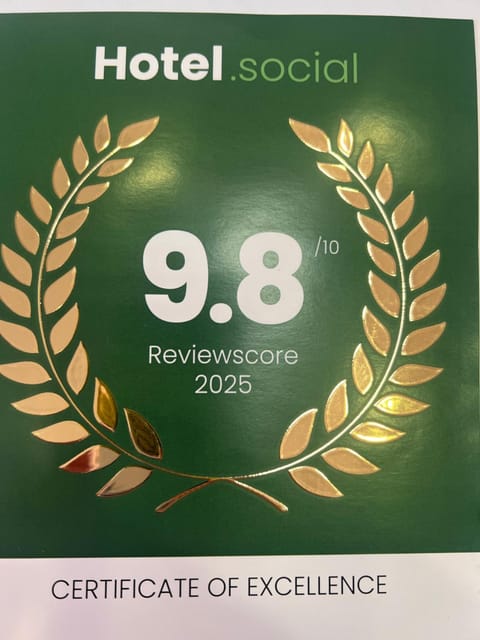 Hotel.social
9.8 /10
Reviewscore
2025
CERTIFICATE OF EXCELLENCE